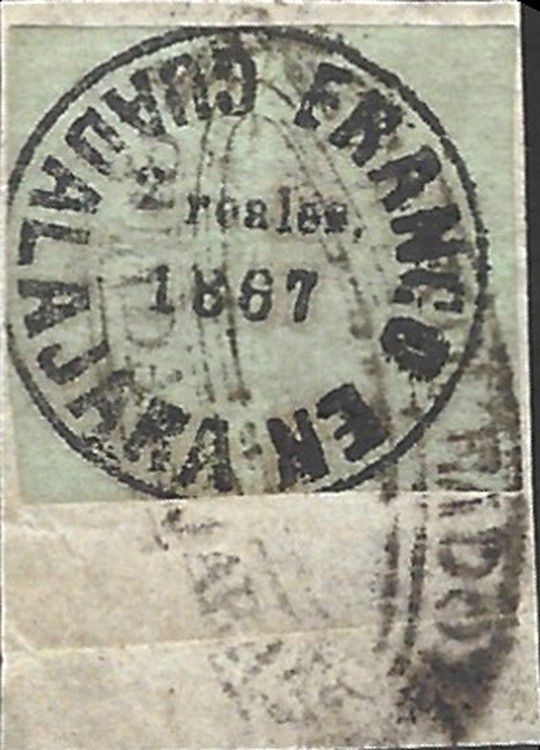 FRANCO EN GUADALAJARA
2 reales,
1867